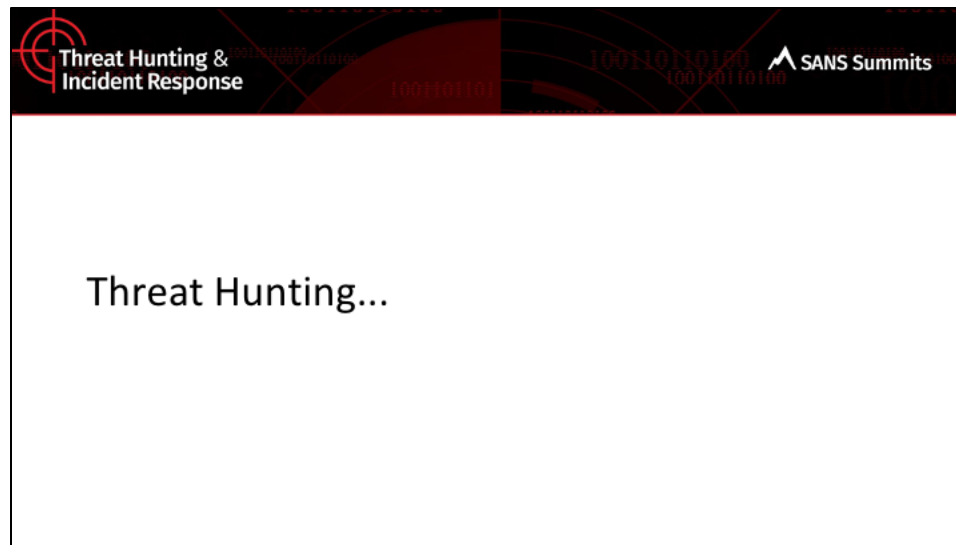 Threat Hunting &
Incident Response
SANS Summits
Threat Hunting...